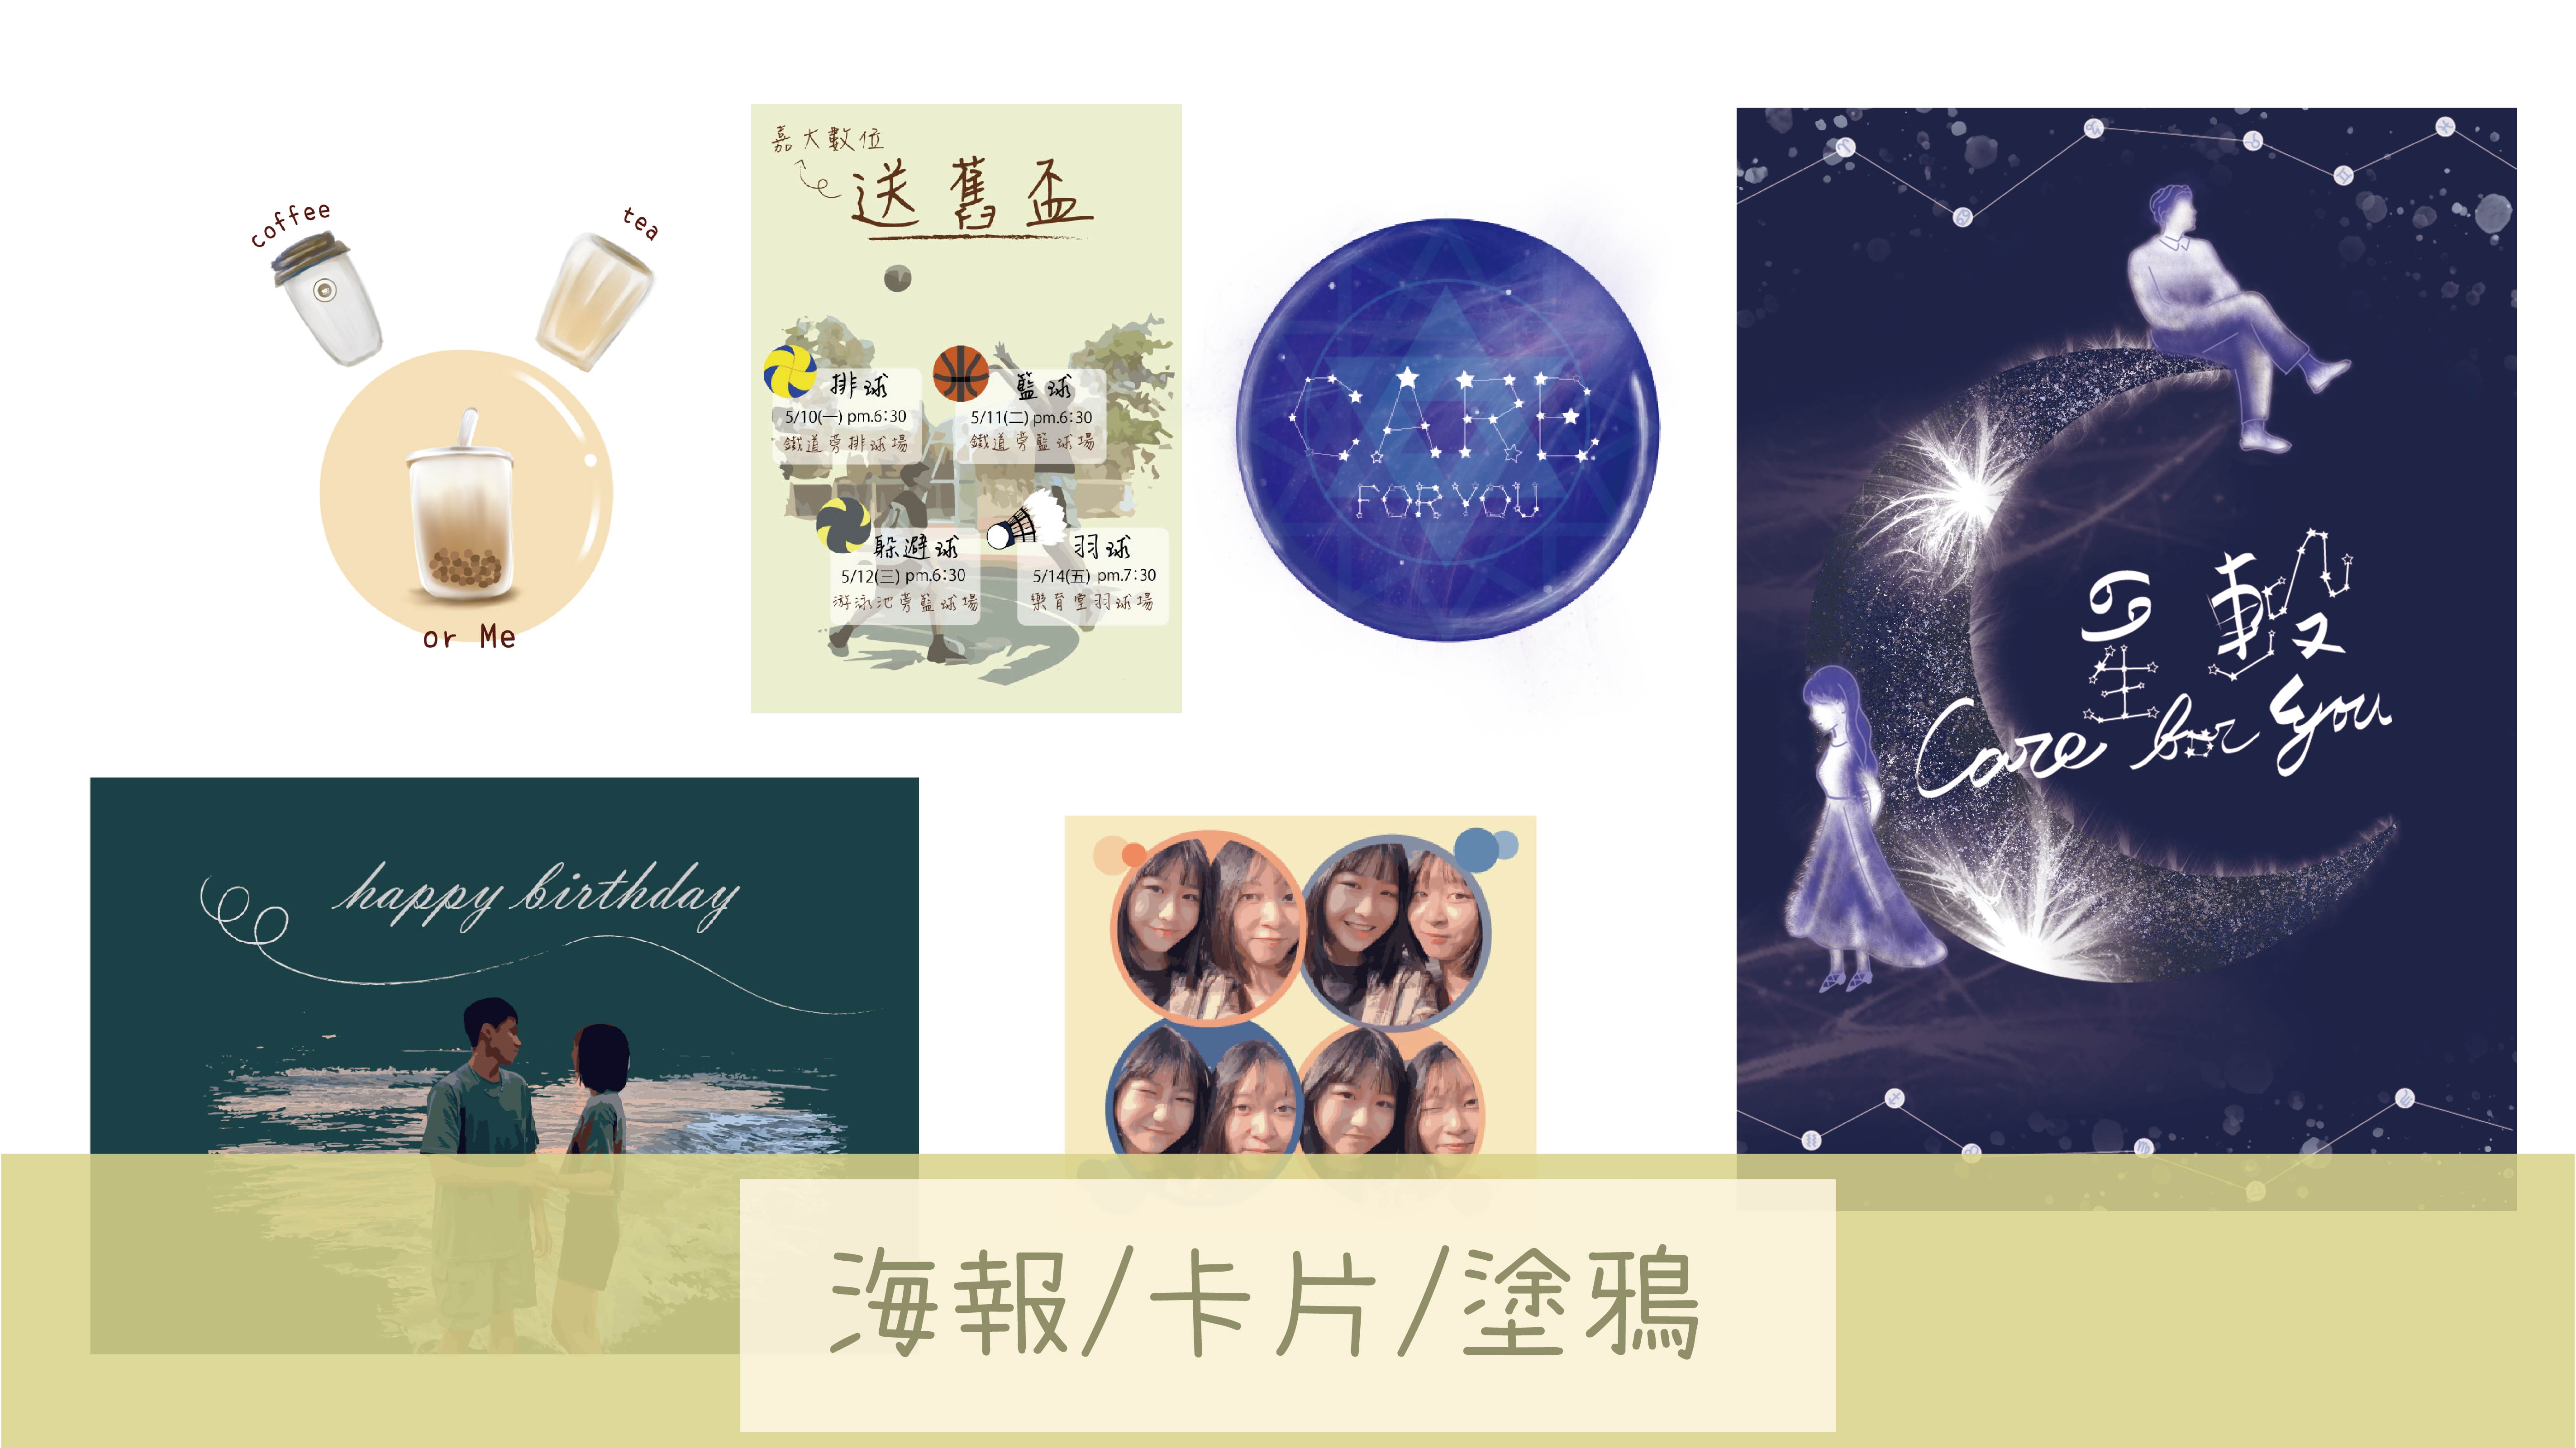 coffee
tea
or Me
嘉大數位
送舊盃
排球
5/10(一) pm.6:30
鐵道旁排球場
籃球
5/11(二) pm.6:30
鐵道旁籃球場
躲避球
5/12(三) pm.6:30
游泳池旁籃球場
羽球
5/14(五) pm.7:30
樂育堂羽球場
FOR YOU
星
Care for you
happy birthday
海報/卡片/塗鴉